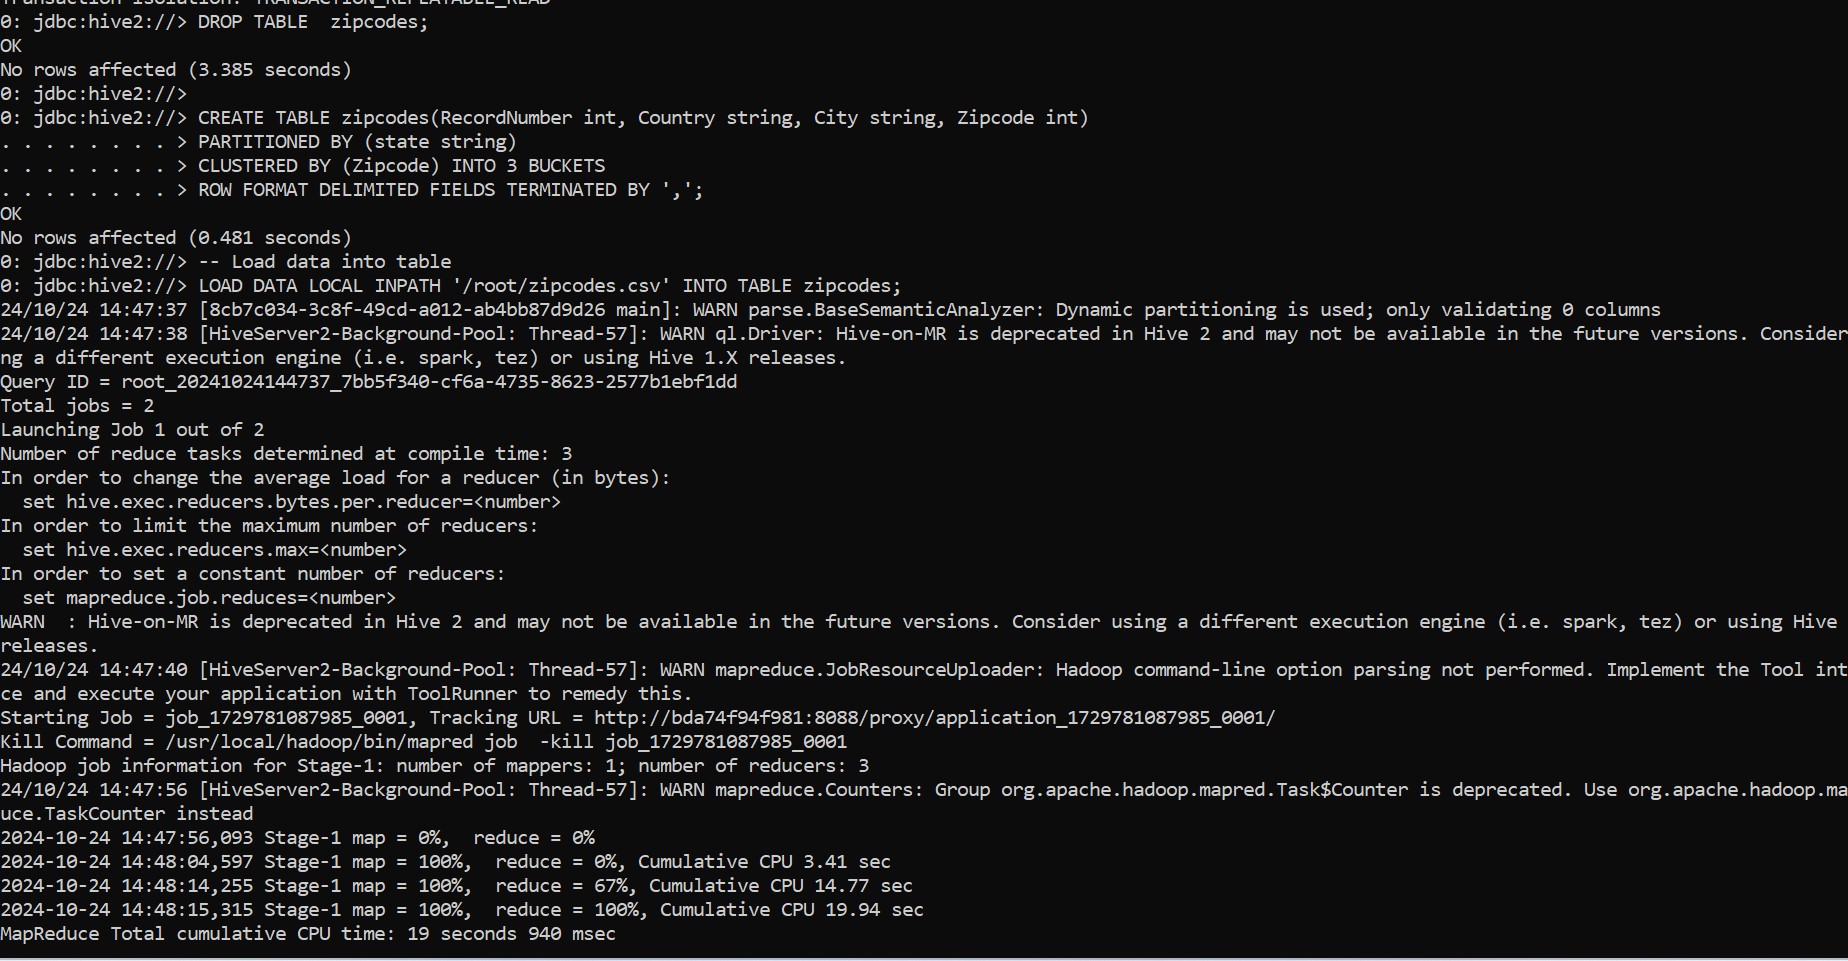 Transaction isolation: TRANSACTION_REPEATABLE_READ
0: jdbc:hive2://> DROP TABLE  zipcodes;
OK
No rows affected (3.385 seconds)
0: jdbc:hive2://>
0: jdbc:hive2://> CREATE TABLE zipcodes(RecordNumber int, Country string, City string, Zipcode int)
. . . . . . . . > PARTITIONED BY (state string)
. . . . . . . . > CLUSTERED BY (Zipcode) INTO 3 BUCKETS
. . . . . . . . > ROW FORMAT DELIMITED FIELDS TERMINATED BY ',';
OK
No rows affected (0.481 seconds)
0: jdbc:hive2://> -- Load data into table
0: jdbc:hive2://> LOAD DATA LOCAL INPATH '/root/zipcodes.csv' INTO TABLE zipcodes;
24/10/24 14:47:37 [8cb7c034-3c8f-49cd-a012-ab4bb87d9d26 main]: WARN parse.BaseSemanticAnalyzer: Dynamic partitioning is used; only validating 0 columns
24/10/24 14:47:38 [HiveServer2-Background-Pool: Thread-57]: WARN ql.Driver: Hive-on-MR is deprecated in Hive 2 and may not be available in the future versions. Consider
ng a different execution engine (i.e. spark, tez) or using Hive 1.X releases.
Query ID = root_20241024144737_7bb5f340-cf6a-4735-8623-2577b1ebf1dd
Total jobs = 2
Launching Job 1 out of 2
Number of reduce tasks determined at compile time: 3
In order to change the average load for a reducer (in bytes):
  set hive.exec.reducers.bytes.per.reducer=<number>
In order to limit the maximum number of reducers:
  set hive.exec.reducers.max=<number>
In order to set a constant number of reducers:
  set mapreduce.job.reduces=<number>
WARN  : Hive-on-MR is deprecated in Hive 2 and may not be available in the future versions. Consider using a different execution engine (i.e. spark, tez) or using Hive
releases.
24/10/24 14:47:40 [HiveServer2-Background-Pool: Thread-57]: WARN mapreduce.JobResourceUploader: Hadoop command-line option parsing not performed. Implement the Tool int
ce and execute your application with ToolRunner to remedy this.
Starting Job = job_1729781087985_0001, Tracking URL = http://bda74f94f981:8088/proxy/application_1729781087985_0001/
Kill Command = /usr/local/hadoop/bin/mapred job  -kill job_1729781087985_0001
Hadoop job information for Stage-1: number of mappers: 1; number of reducers: 3
24/10/24 14:47:56 [HiveServer2-Background-Pool: Thread-57]: WARN mapreduce.Counters: Group org.apache.hadoop.mapred.Task$Counter is deprecated. Use org.apache.hadoop.ma
uce.TaskCounter instead
2024-10-24 14:47:56,093 Stage-1 map = 0%,  reduce = 0%
2024-10-24 14:48:04,597 Stage-1 map = 100%,  reduce = 0%, Cumulative CPU 3.41 sec
2024-10-24 14:48:14,255 Stage-1 map = 100%,  reduce = 67%, Cumulative CPU 14.77 sec
2024-10-24 14:48:15,315 Stage-1 map = 100%,  reduce = 100%, Cumulative CPU 19.94 sec
MapReduce Total cumulative CPU time: 19 seconds 940 msec